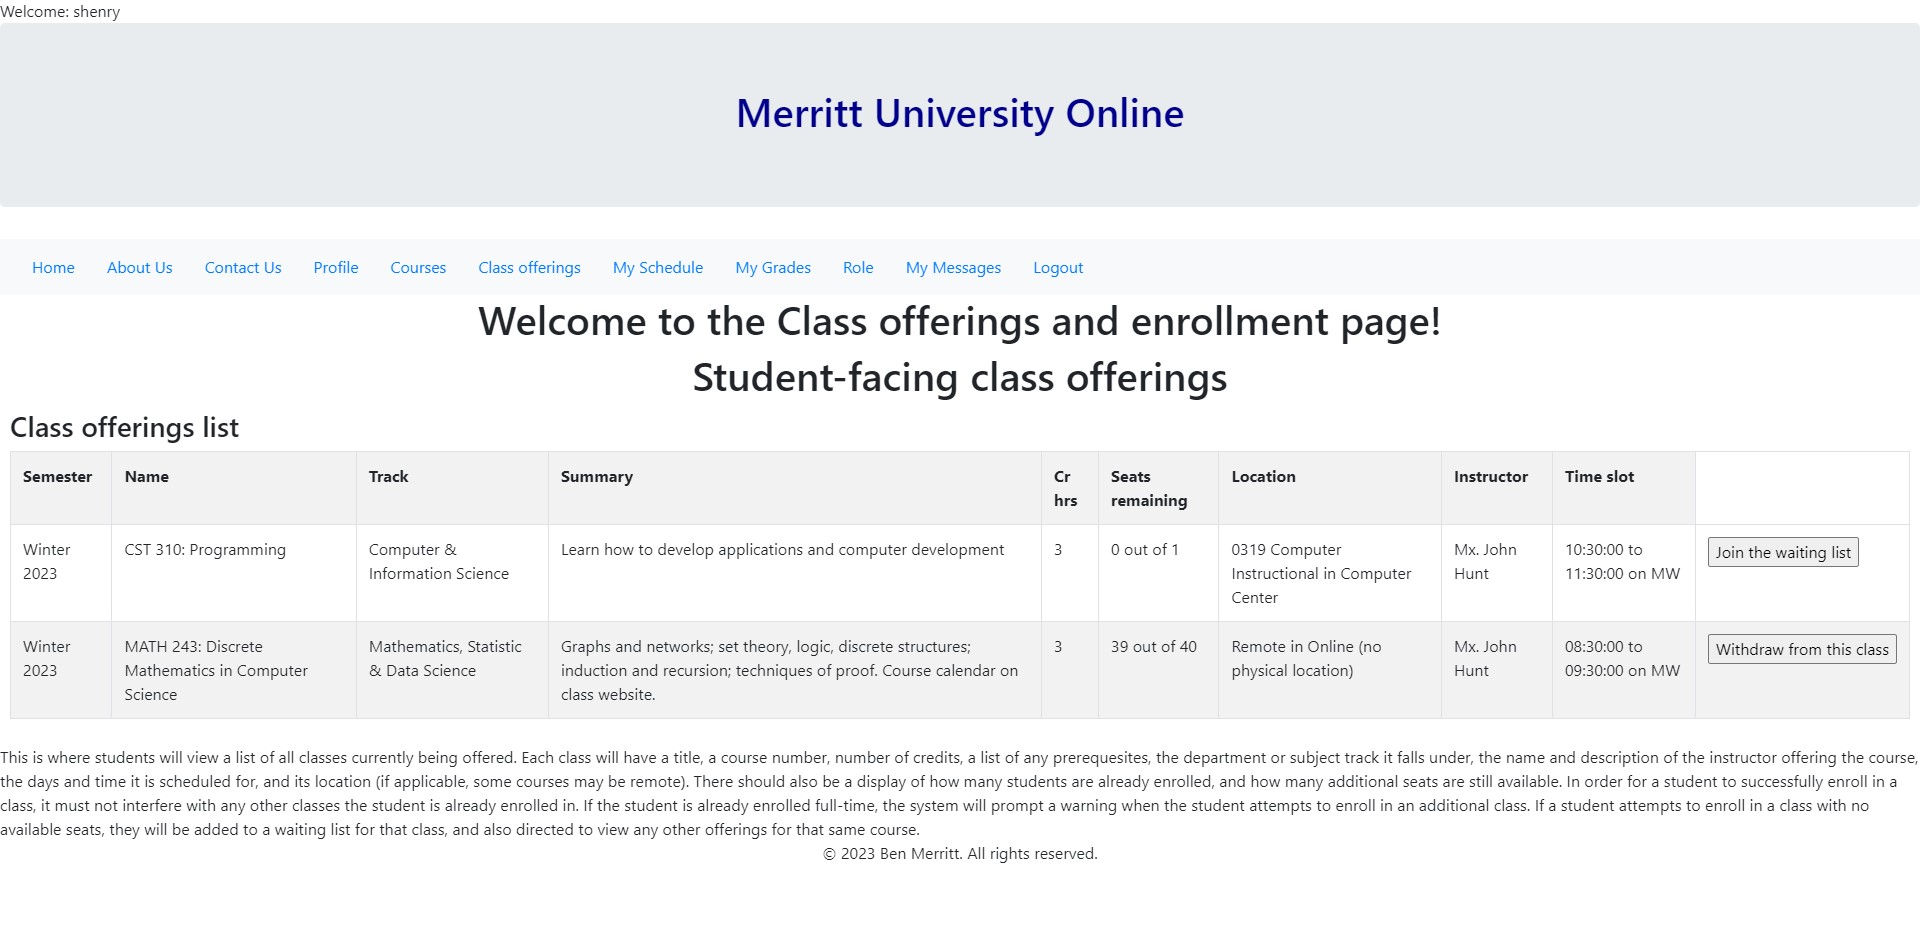 Welcome: shenry
Merritt University Online
Home About Us Contact Us Profile Courses Class offerings My Schedule My Grades Role My Messages Logout
Welcome to the Class offerings and enrollment page!
Student-facing class offerings
Class offerings list
Semester Name Track Summary Cr hrs Seats remaining Location Instructor Time slot
Winter 2023 CST 310: Programming Computer & Information Science Learn how to develop applications and computer development 3 0 out of 1 0319 Computer Instructional in Computer Center Mx. John Hunt 10:30:00 to 11:30:00 on MW Join the waiting list
Winter 2023 MATH 243: Discrete Mathematics in Computer Science Mathematics, Statistic & Data Science Graphs and networks; set theory, logic, discrete structures; induction and recursion; techniques of proof. Course calendar on class website. 3 39 out of 40 Remote in Online (no physical location) Mx. John Hunt 08:30:00 to 09:30:00 on MW Withdraw from this class
This is where students will view a list of all classes currently being offered. Each class will have a title, a course number, number of credits, a list of any prerequesites, the department or subject track it falls under, the name and description of the instructor offering the course,
the days and time it is scheduled for, and its location (if applicable, some courses may be remote). There should also be a display of how many students are already enrolled, and how many additional seats are still available. In order for a student to successfully enroll in a
class, it must not interfere with any other classes the student is already enrolled in. If the student is already enrolled full-time, the system will prompt a warning when the student attempts to enroll in an additional class. If a student attempts to enroll in a class with no
available seats, they will be added to a waiting list for that class, and also directed to view any other offerings for that same course.
© 2023 Ben Merritt. All rights reserved.